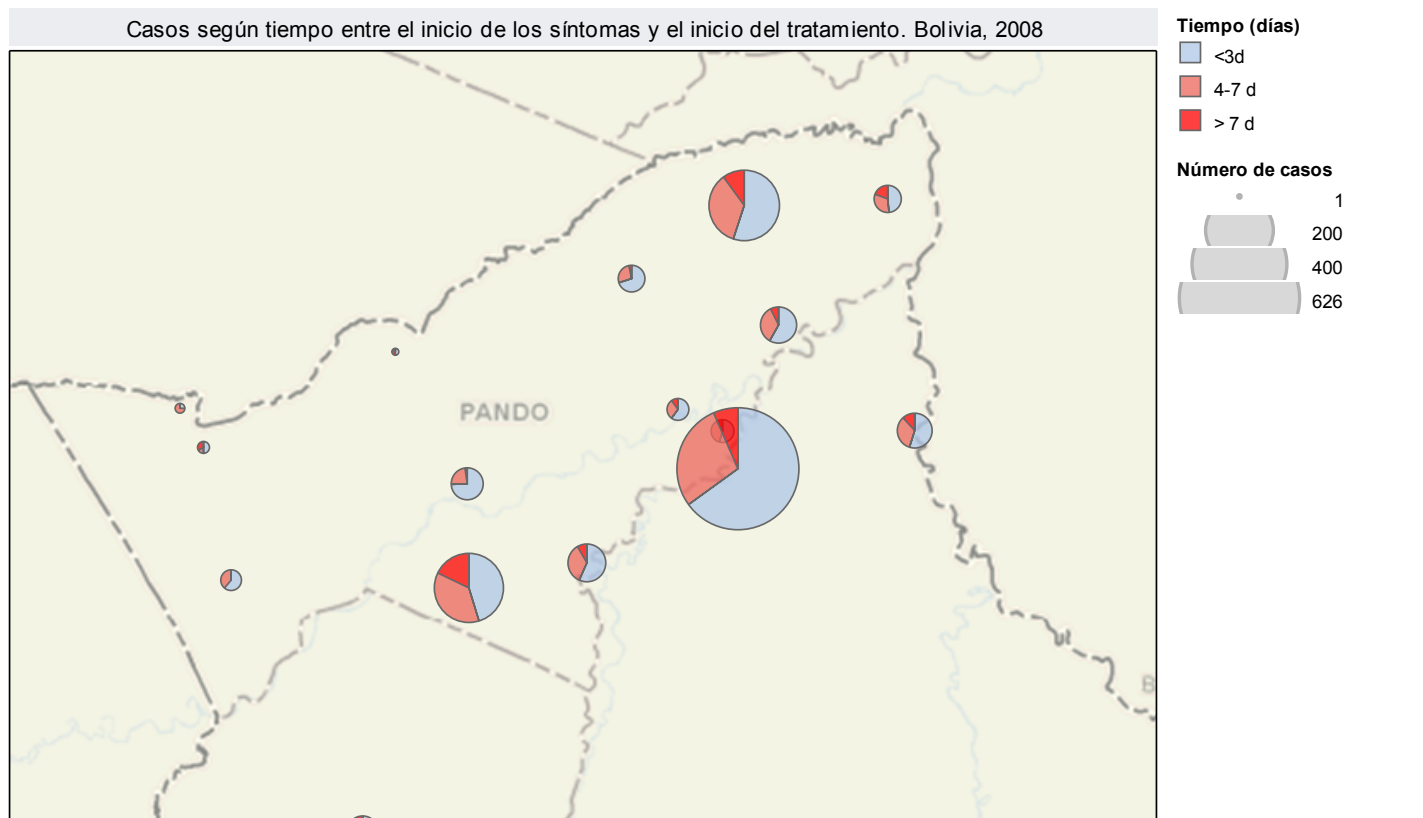 Casos según tiempo entre el inicio de los síntomas y el inicio del tratamiento. Bolivia, 2008
Tiempo (días)
<3d
4-7 d
> 7 d
Número de casos
1
200
400
626
PANDO
B